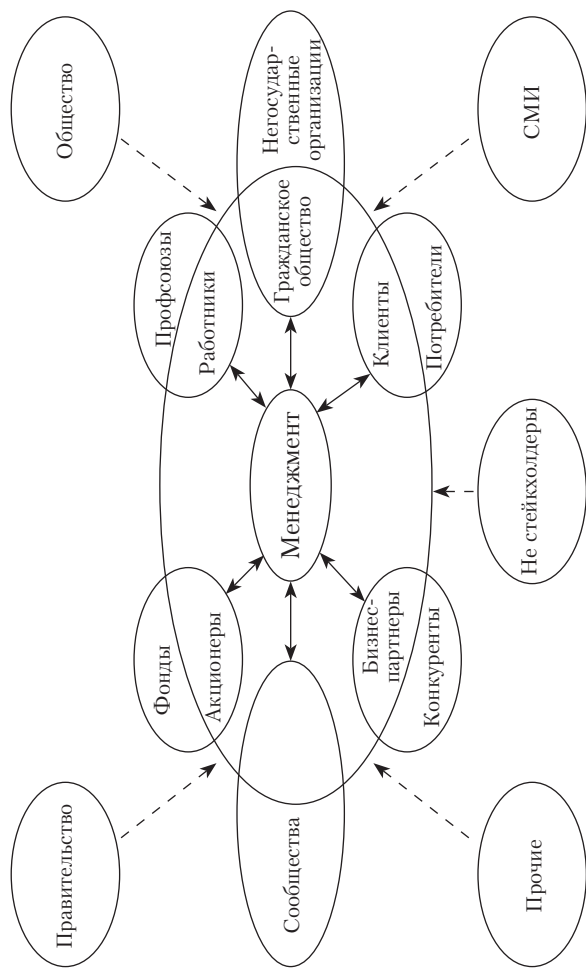 Правительство
Общество
Фонды
Акционеры
Профсоюзы
Работники
Сообщества
Менеджмент
Гражданское
общество
Негосудар-
ственные
организации
Бизнес-
партнеры
Конкуренты
Клиенты
Потребители
Прочие
Не стейкхолдеры
СМИ